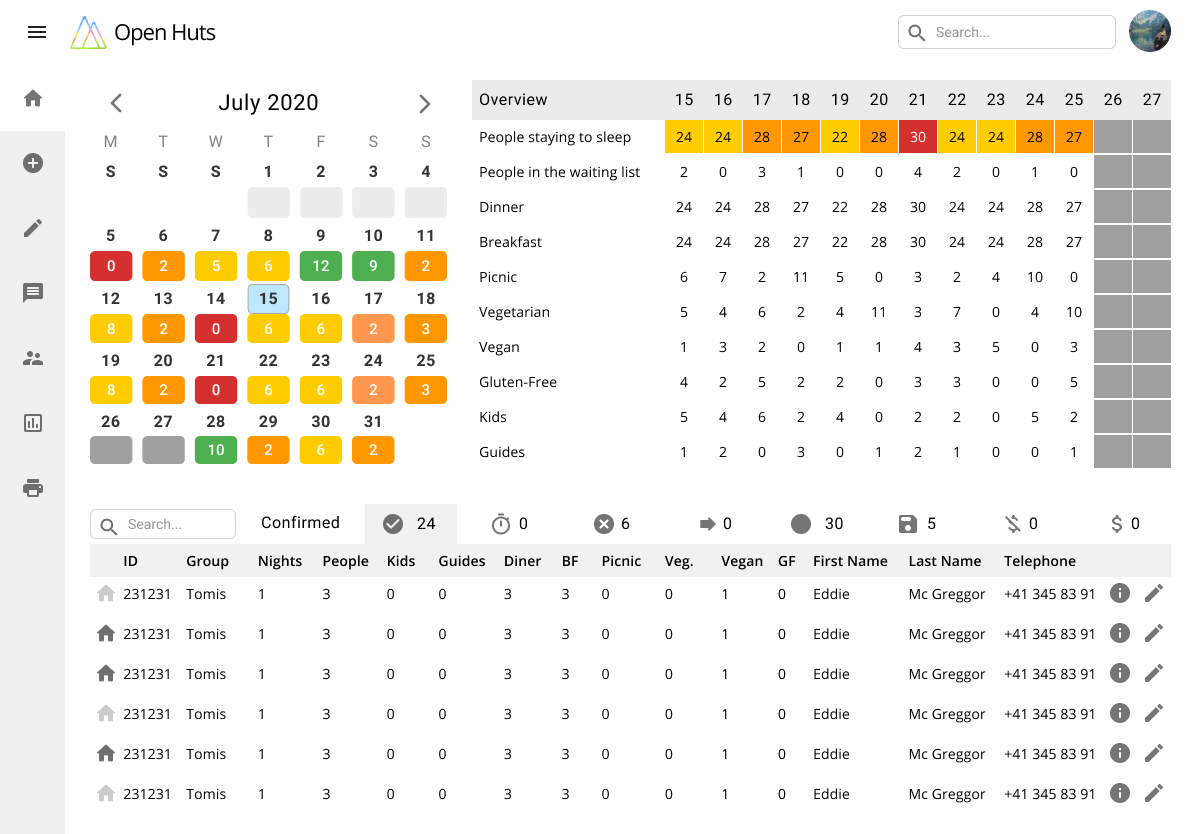 Open Huts
Search...
July 2020
M T W T F S S
S S S 1 2 3 4
5 6 7 8 9 10 11
0 2 5 6 12 9 2
12 13 14 15 16 17 18
8 2 0 6 6 2 3
19 20 21 22 23 24 25
8 2 0 6 6 2 3
26 27 28 29 30 31
10 2 6 2
Overview 15 16 17 18 19 20 21 22 23 24 25 26 27
People staying to sleep 24 24 28 27 22 28 30 24 24 28 27
People in the waiting list 2 0 3 1 0 0 4 2 0 1 0
Dinner 24 24 28 27 22 28 30 24 24 28 27
Breakfast 24 24 28 27 22 28 30 24 24 28 27
Picnic 6 7 2 11 5 0 3 2 4 10 0
Vegetarian 5 4 6 2 4 11 3 7 0 4 10
Vegan 1 3 2 0 1 1 4 3 5 0 3
Gluten-Free 4 2 5 2 2 0 3 3 0 0 5
Kids 5 4 6 2 4 0 2 2 0 5 2
Guides 1 2 0 3 0 1 2 1 0 0 1
Search... Confirmed 24 0 6 0 30 5 0 $ 0
ID Group Nights People Kids Guides Diner BF Picnic Veg. Vegan GF First Name Last Name Telephone
231231 Tomis 1 3 0 0 3 3 0 0 1 0 Eddie Mc Greggor +41 345 83 91
231231 Tomis 1 3 0 0 3 3 0 0 1 0 Eddie Mc Greggor +41 345 83 91
231231 Tomis 1 3 0 0 3 3 0 0 1 0 Eddie Mc Greggor +41 345 83 91
231231 Tomis 1 3 0 0 3 3 0 0 1 0 Eddie Mc Greggor +41 345 83 91
231231 Tomis 1 3 0 0 3 3 0 0 1 0 Eddie Mc Greggor +41 345 83 91
231231 Tomis 1 3 0 0 3 3 0 0 1 0 Eddie Mc Greggor +41 345 83 91